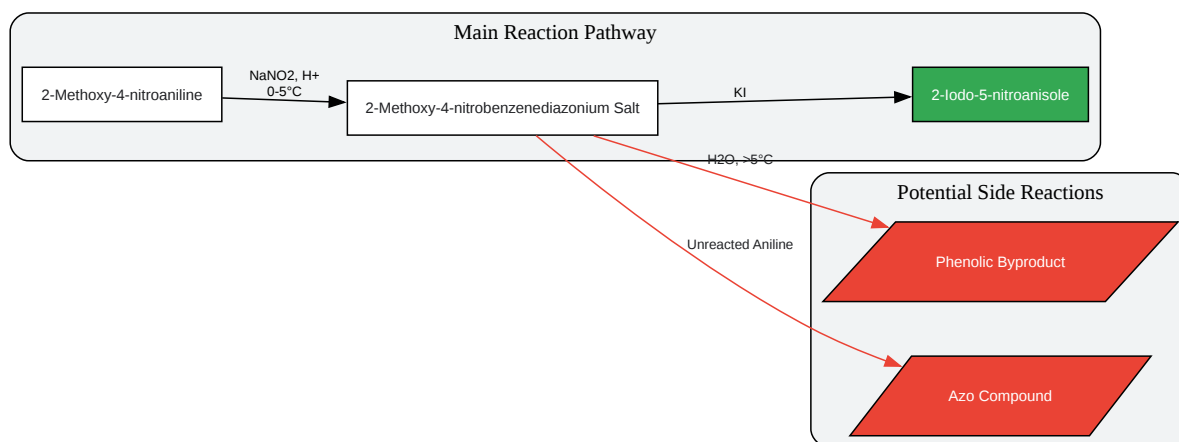 Main Reaction Pathway
2-Methoxy-4-nitroaniline
NaNO2, H+
0-5°C
2-Methoxy-4-nitrobenzenediazonium Salt
KI
2-Iodo-5-nitroanisole
H2O, >5°C
Potential Side Reactions
Unreacted Aniline
Phenolic Byproduct
Azo Compound